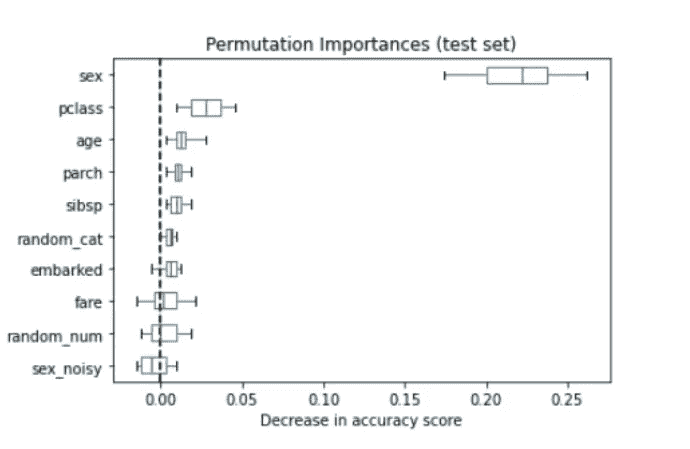 Permutation Importances (test set)
sex
pclass
age
parch
sibsp
random_cat
embarked
fare
random_num
sex_noisy
0.00 0.05 0.10 0.15 0.20 0.25
Decrease in accuracy score